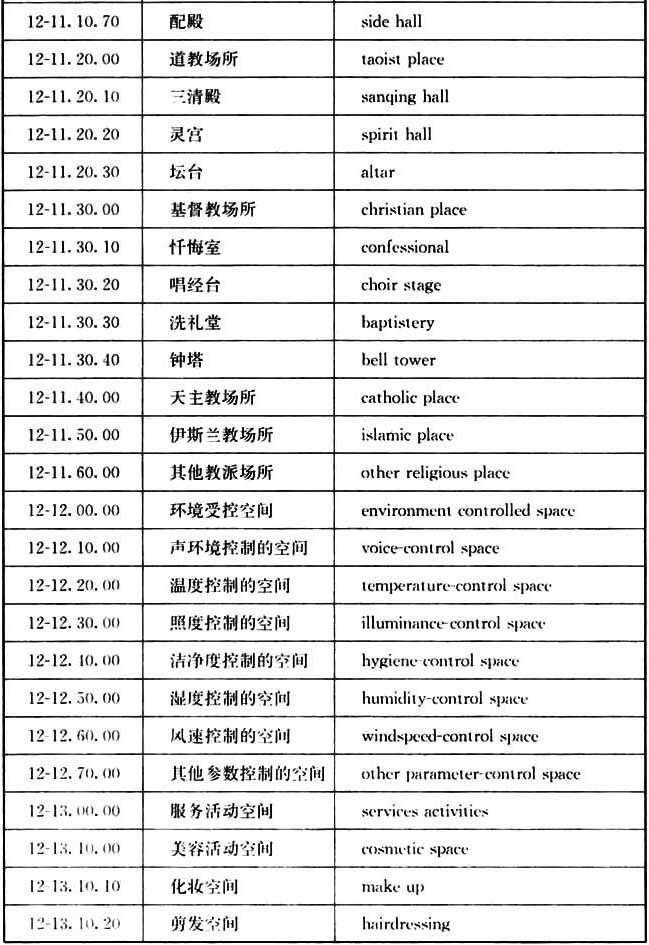 12-11.10.70 配殿 side hall
12-11.20.00 道教场所 taoist place
12-11.20.10 三清殿 sanqing hall
12-11.20.20 灵宫 spirit hall
12-11.20.30 坛台 altar
12-11.30.00 基督教场所 christian place
12-11.30.10 忏悔室 confessional
12-11.30.20 唱经台 choir stage
12-11.30.30 洗礼堂 baptistery
12-11.30.40 钟塔 bell tower
12-11.40.00 天主教场所 catholic place
12-11.50.00 伊斯兰教场所 islamic place
12-11.60.00 其他教派场所 other religious place
12-12.00.00 环境受控空间 environment controlled space
12-12.10.00 声环境控制的空间 voice-control space
12-12.20.00 温度控制的空间 temperature-control space
12-12.30.00 照度控制的空间 illuminance-control space
12-12.40.00 洁净度控制的空间 hygiene-control space
12-12.50.00 湿度控制的空间 humidity-control space
12-12.60.00 风速控制的空间 windspeed-control space
12-12.70.00 其他参数控制的空间 other parameter-control space
12-13.00.00 服务活动空间 services activities
12-13.10.00 美容活动空间 cosmetic space
12-13.10.10 化妆空间 make up
12-13.10.20 剪发空间 hairdressing